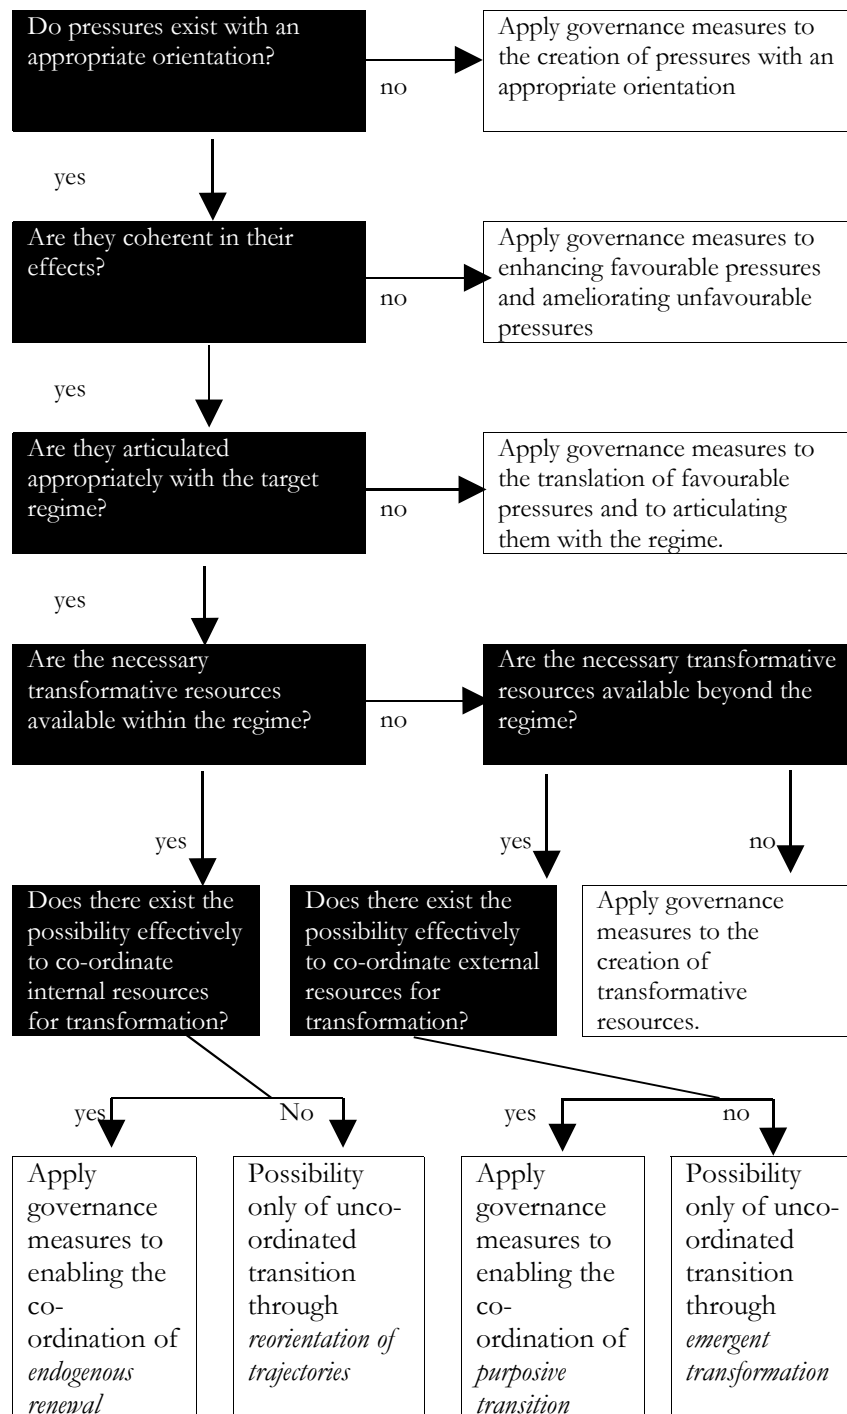 Do pressures exist with an
appropriate orientation?
Apply governance measures to
the creation of pressures with an
appropriate orientation
no
yes
Are they coherent in their
effects?
Apply governance measures to
enhancing favourable pressures
and ameliorating unfavourable
pressures
no
yes
Are they articulated
appropriately with the target
regime?
Apply governance measures to
the translation of favourable
pressures and to articulating
them with the regime.
no
yes
Are the necessary
transformative resources
available within the regime?
no
Are the necessary transformative
resources available beyond the
regime?
yes
yes
no
Does there exist the
possibility effectively
to co-ordinate
internal resources
for transformation?
Does there exist the
possibility effectively
to co-ordinate external
resources for
transformation?
Apply governance
measures to the
creation of
transformative
resources.
yes
No
yes
no
Apply
governance
measures to
enabling the
co-
ordination of
endogenous
renewal
Possibility
only of unco-
ordinated
transition
through
reorientation of
trajectories
Apply
governance
measures to
enabling the
co-
ordination of
purposive
transition
Possibility
only of unco-
ordinated
transition
through
emergent
transformation